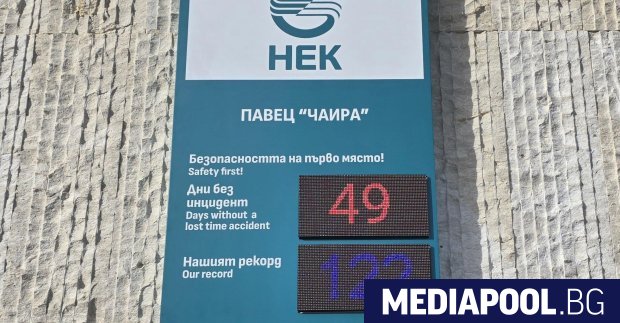 НЕК
ПАВЕЦ “ЧАИРА”
Безопасността на първо място!
Safety first!
Дни без
инцидент
Days without a
lost time accident
49
Нашият рекорд
Our record
MEDIAPOOL.BG